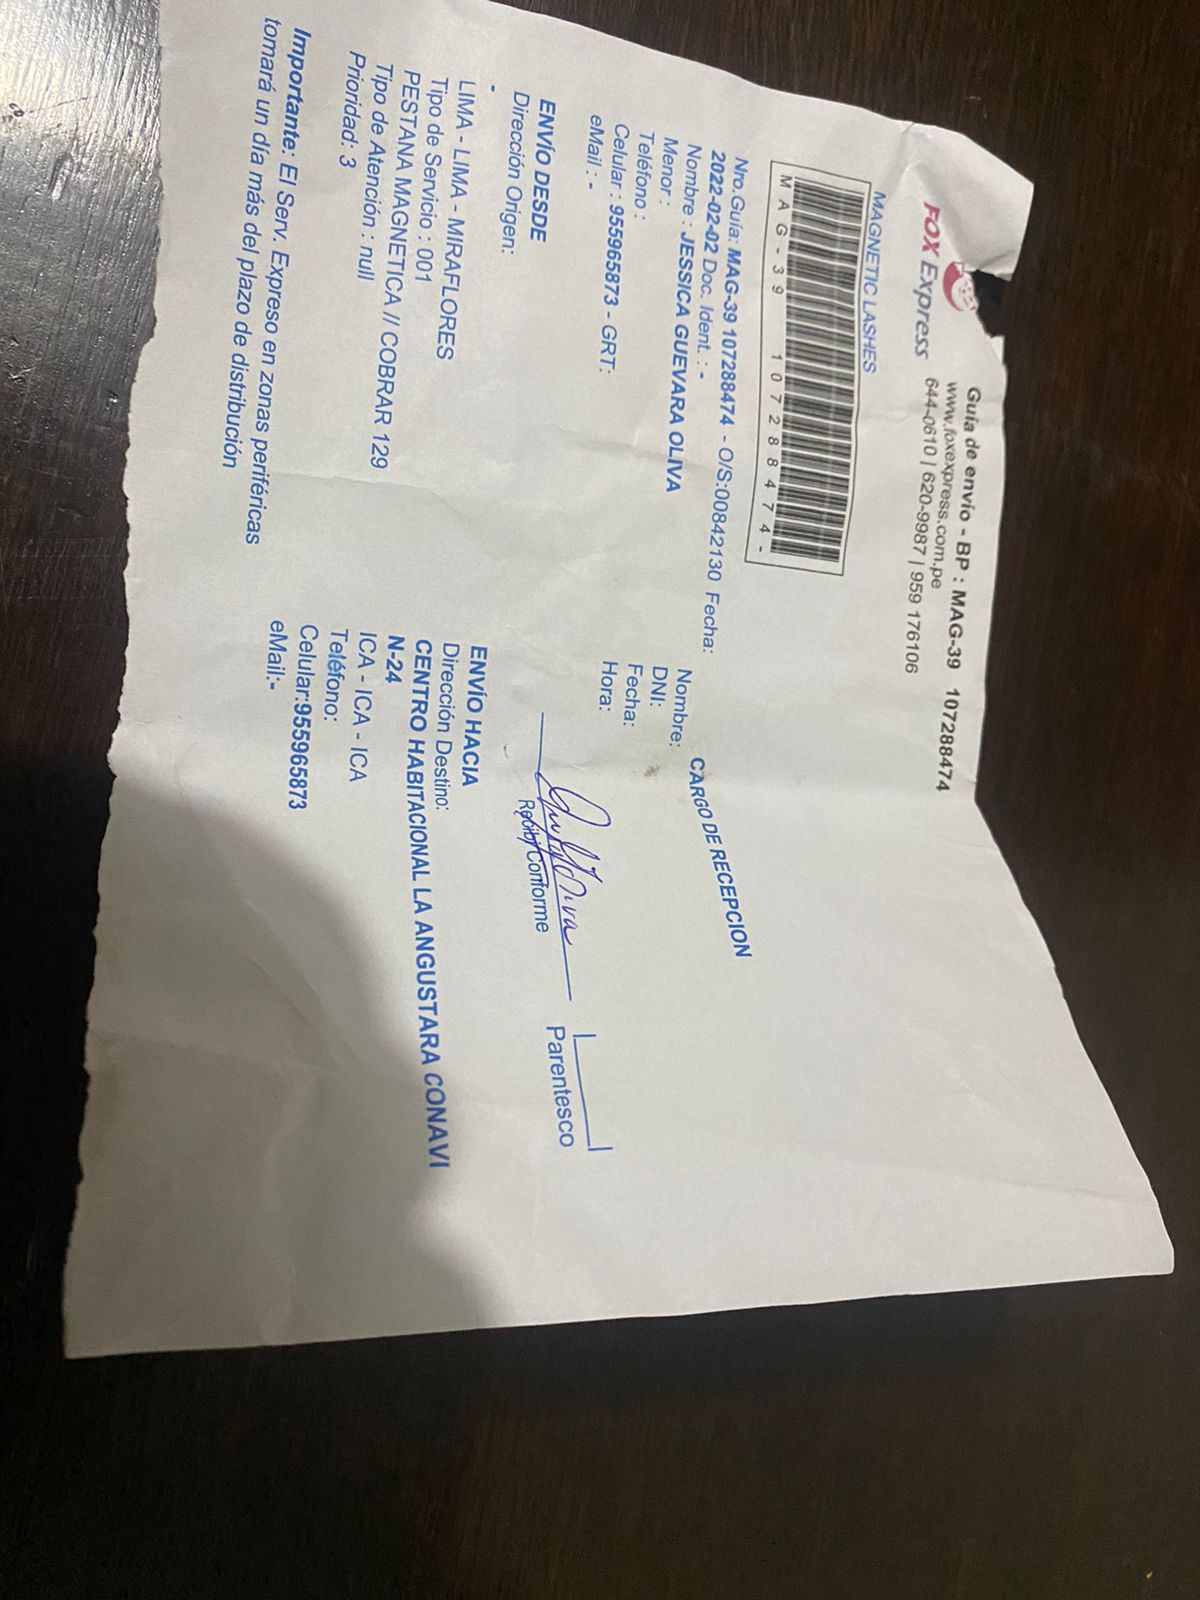 FOX Express
Guía de envío - BP : MAG-39 107288474
www.foxexpress.com.pe
644-0610 | 620-9987 | 959 176106
MAGNETIC LASHES
MAG-39 107288474-
Nro.Guía: MAG-39 107288474 - O/S:00842130 Fecha:
2022-02-02 Doc. Ident. : -
Nombre : JESSICA GUEVARA OLIVA
Menor :
Teléfono :
Celular : 955965873 - GRT:
eMail : -
CARGO DE RECEPCION
Nombre:
DNI:
Fecha:
Hora:
Recibí Conforme
Parentesco
ENVÍO DESDE
Dirección Origen:
-
LIMA - LIMA - MIRAFLORES
Tipo de Servicio : 001
PESTANA MAGNETICA // COBRAR 129
Tipo de Atención : null
Prioridad: 3
ENVÍO HACIA
Dirección Destino:
CENTRO HABITACIONAL LA ANGUSTARA CONAVI
N-24
ICA - ICA - ICA
Teléfono:
Celular:955965873
eMail:-
Importante: El Serv. Expreso en zonas periféricas
tomará un día más del plazo de distribución